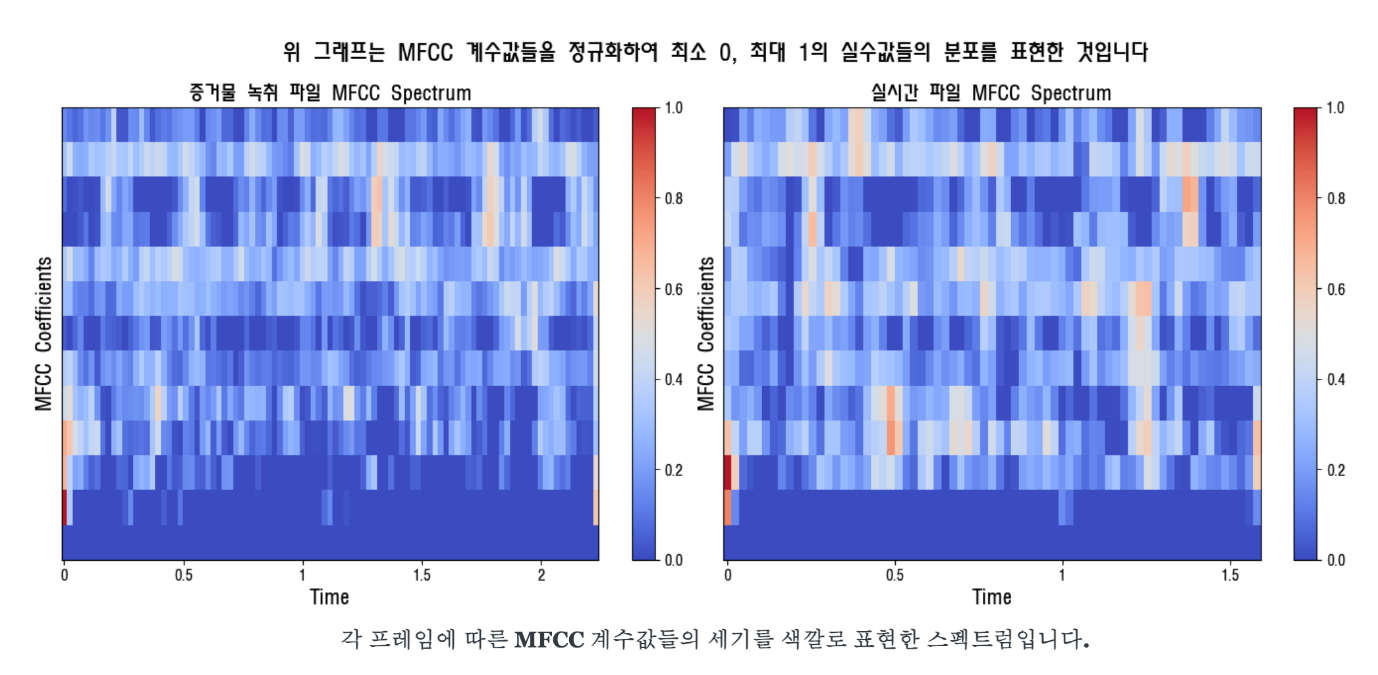 위 그래프는 MFCC 계수값들을 정규화하여 최소 0, 최대 1의 실수값들의 분포를 표현한 것입니다
증거물 녹취 파일 MFCC Spectrum
MFCC Coefficients
1.0
0.8
0.6
0.4
0.2
0.0
0 0.5 1 1.5 2
Time
실시간 파일 MFCC Spectrum
MFCC Coefficients
1.0
0.8
0.6
0.4
0.2
0.0
0 0.5 1 1.5
Time
각 프레임에 따른 MFCC 계수값들의 세기를 색깔로 표현한 스펙트럼입니다.